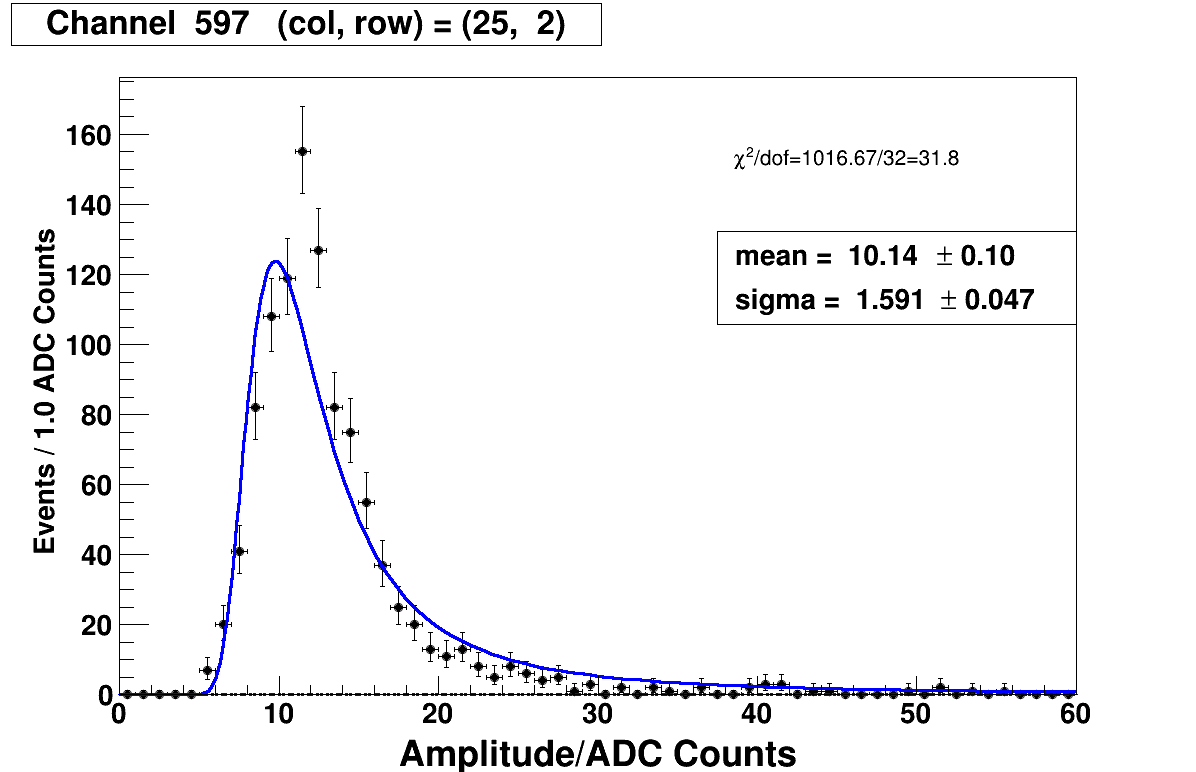 Channel 597 (col, row) = (25, 2)
χ²/dof=1016.67/32=31.8
mean = 10.14 ± 0.10
sigma = 1.591 ± 0.047
Events / 1.0 ADC Counts
160
140
120
100
80
60
40
20
0
0 10 20 30 40 50 60
Amplitude/ADC Counts